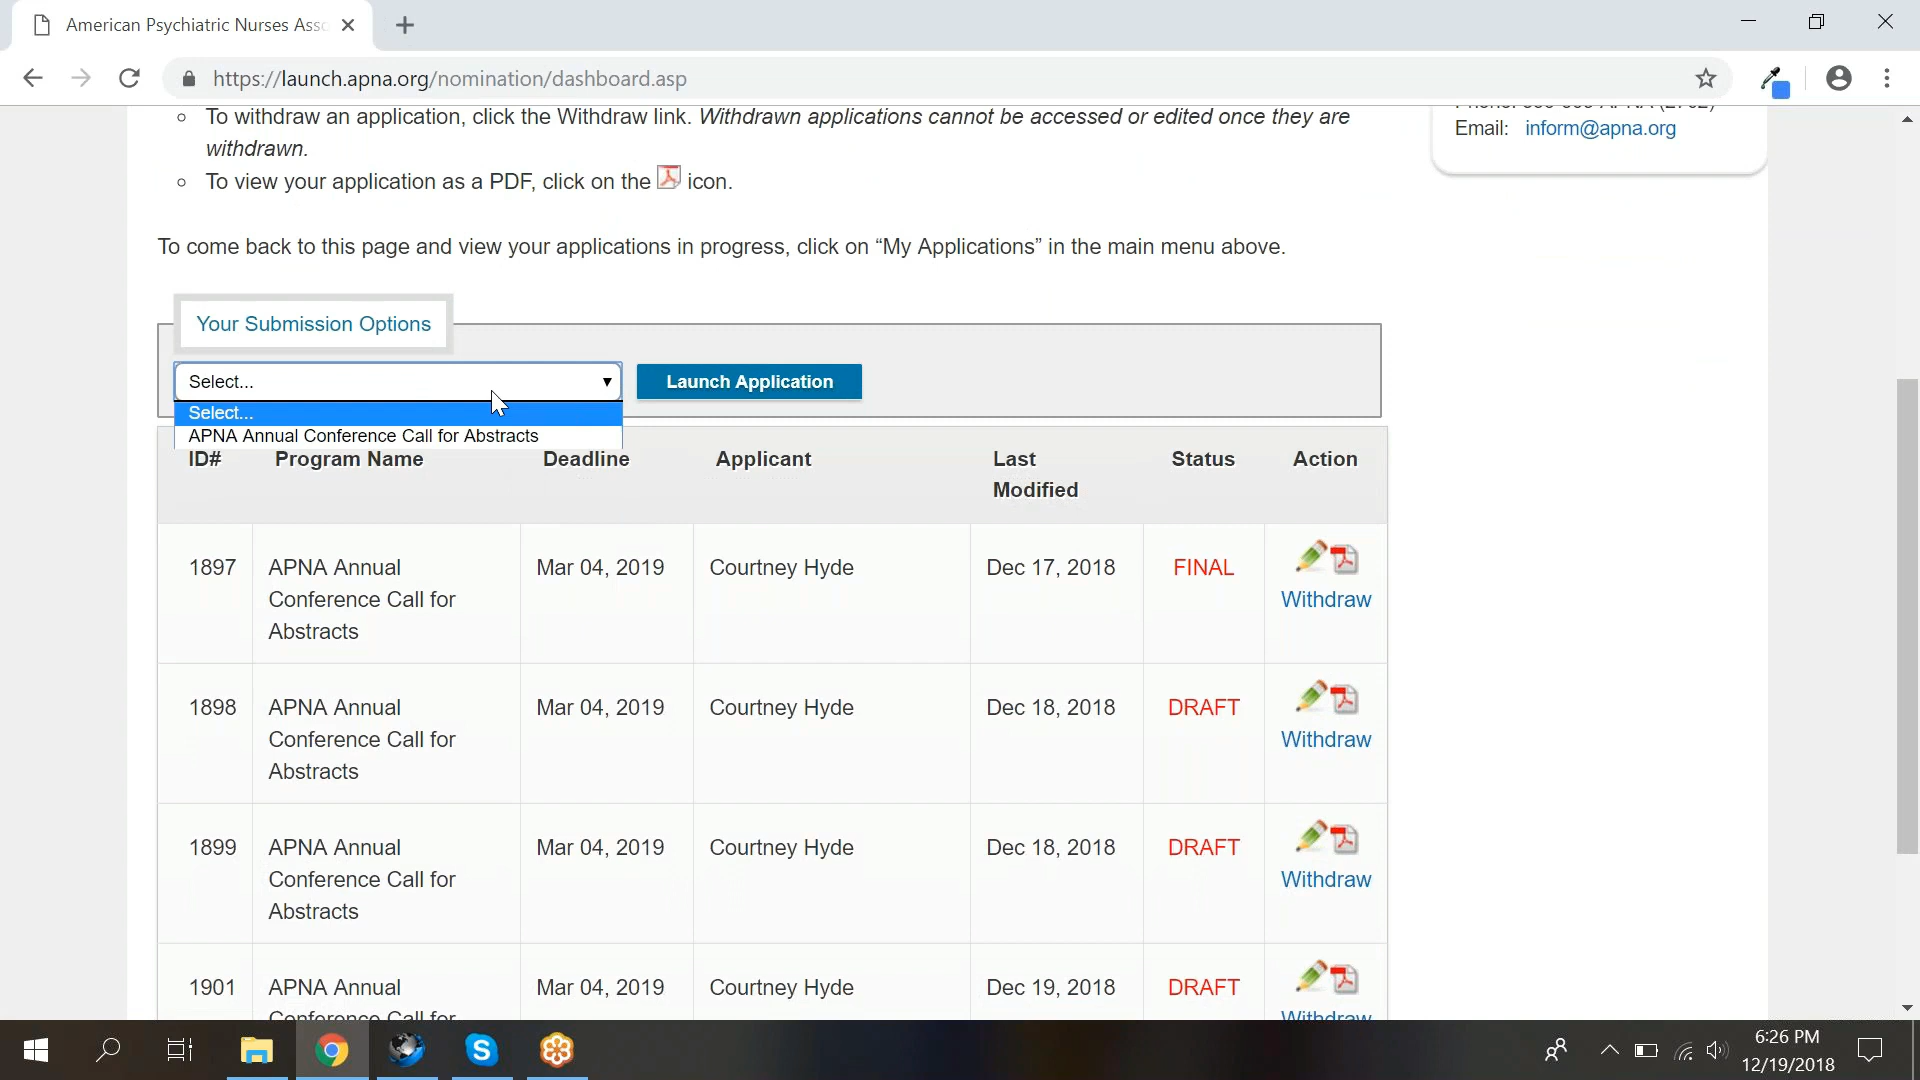 American Psychiatric Nurses Asso
https://launch.apna.org/nomination/dashboard.asp
To withdraw an application, click the Withdraw link. Withdrawn applications cannot be accessed or edited once they are
withdrawn.
To view your application as a PDF, click on the icon.
Email: inform@apna.org
To come back to this page and view your applications in progress, click on “My Applications” in the main menu above.
Your Submission Options
Select...
Launch Application
Select...
APNA Annual Conference Call for Abstracts
ID# Program Name Deadline Applicant Last Status Action
Modified
1897 APNA Annual Mar 04, 2019 Courtney Hyde Dec 17, 2018 FINAL
Conference Call for Withdraw
Abstracts
1898 APNA Annual Mar 04, 2019 Courtney Hyde Dec 18, 2018 DRAFT
Conference Call for Withdraw
Abstracts
1899 APNA Annual Mar 04, 2019 Courtney Hyde Dec 18, 2018 DRAFT
Conference Call for Withdraw
Abstracts
1901 APNA Annual Mar 04, 2019 Courtney Hyde Dec 19, 2018 DRAFT
Conference Call for Withdraw
6:26 PM
12/19/2018